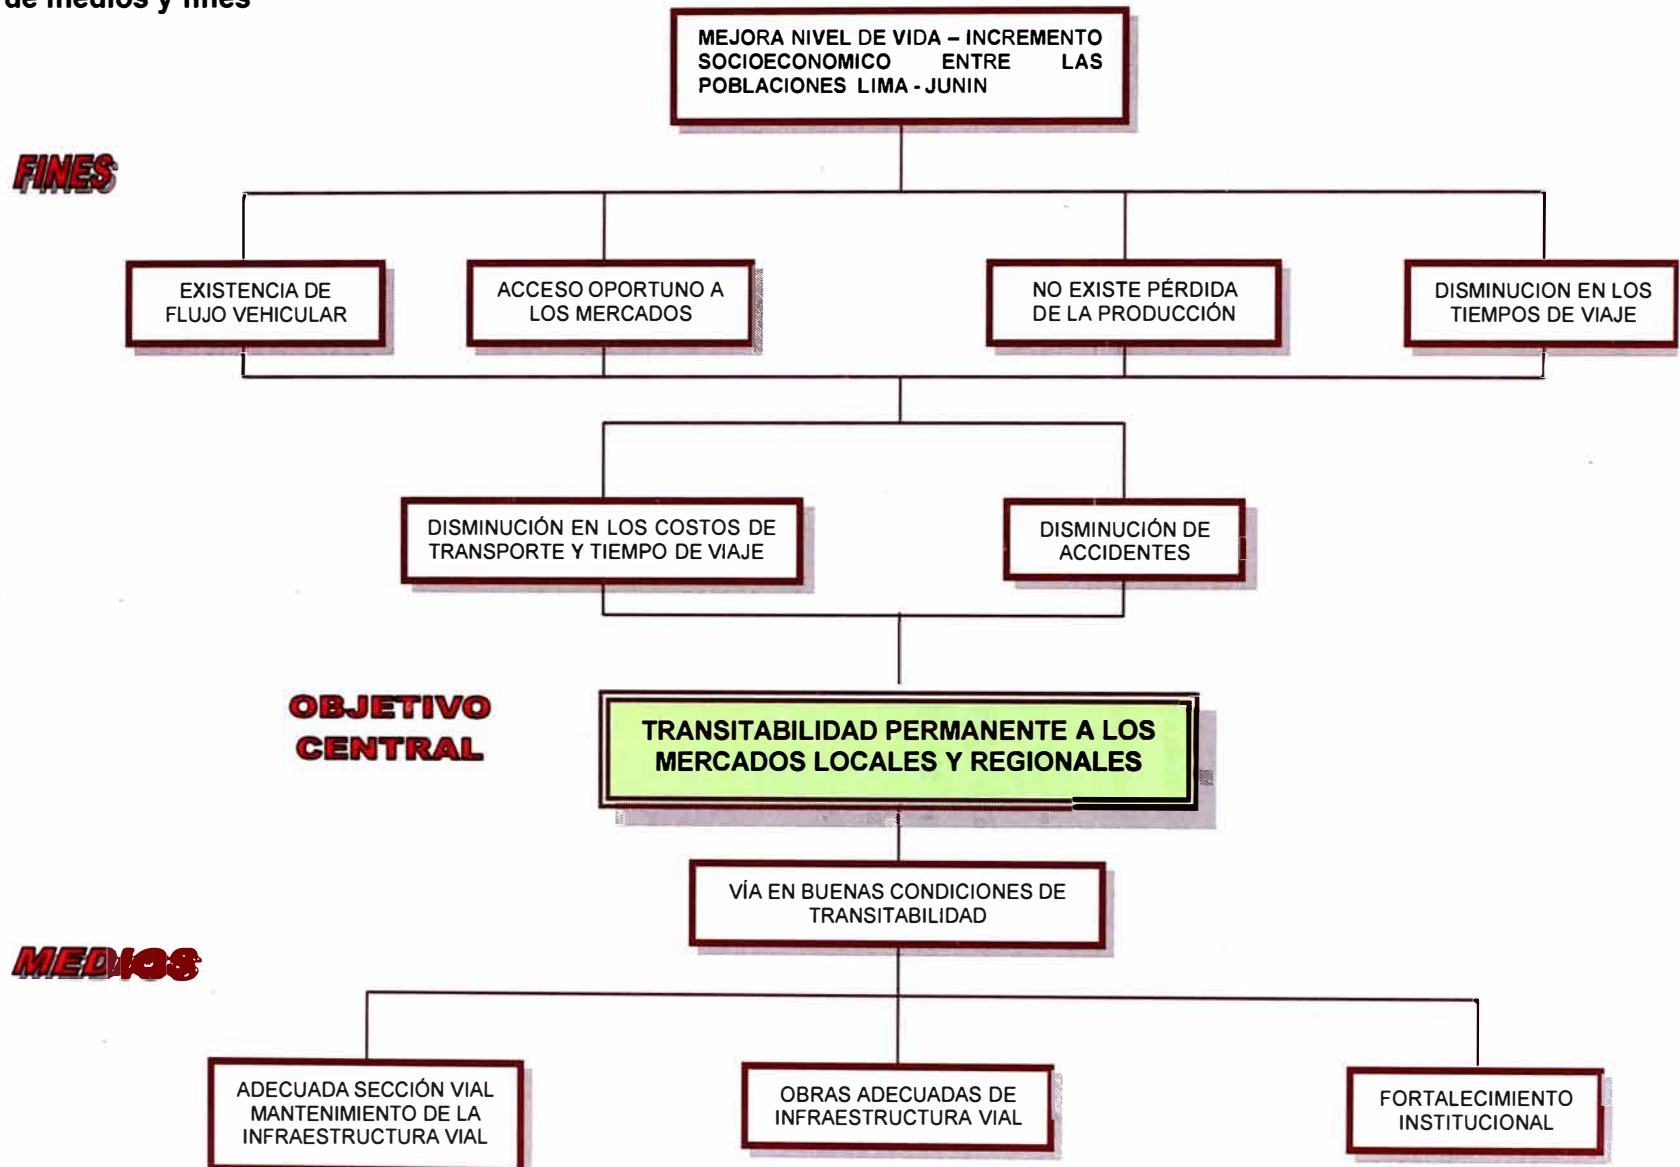 de medios y fines
MEJORA NIVEL DE VIDA – INCREMENTO
SOCIOECONOMICO ENTRE LAS
POBLACIONES LIMA - JUNIN
FINES
EXISTENCIA DE
FLUJO VEHICULAR
ACCESO OPORTUNO A
LOS MERCADOS
NO EXISTE PÉRDIDA
DE LA PRODUCCIÓN
DISMINUCION EN LOS
TIEMPOS DE VIAJE
DISMINUCIÓN EN LOS COSTOS DE
TRANSPORTE Y TIEMPO DE VIAJE
DISMINUCIÓN DE
ACCIDENTES
OBJETIVO
CENTRAL
TRANSITABILIDAD PERMANENTE A LOS
MERCADOS LOCALES Y REGIONALES
VÍA EN BUENAS CONDICIONES DE
TRANSITABILIDAD
MEDIOS
ADECUADA SECCIÓN VIAL
MANTENIMIENTO DE LA
INFRAESTRUCTURA VIAL
OBRAS ADECUADAS DE
INFRAESTRUCTURA VIAL
FORTALECIMIENTO
INSTITUCIONAL